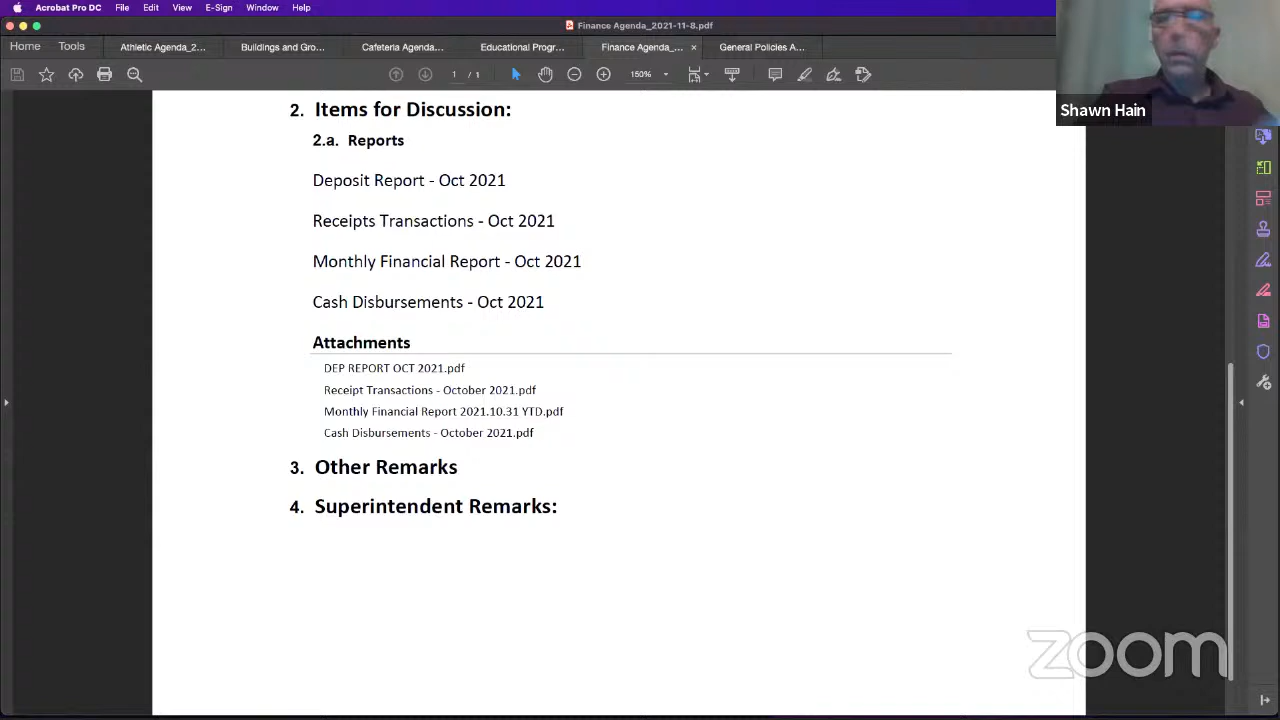 Acrobat Pro DC File Edit View E-Sign Window Help
Finance Agenda_2021-11-8.pdf
Home Tools Athletic Agenda_2... Buildings and Gro... Cafeteria Agenda... Educational Progr... Finance Agenda_... × General Policies A...
1 / 1 150%
Shawn Hain
2. Items for Discussion:
2.a. Reports
Deposit Report - Oct 2021
Receipts Transactions - Oct 2021
Monthly Financial Report - Oct 2021
Cash Disbursements - Oct 2021
Attachments
DEP REPORT OCT 2021.pdf
Receipt Transactions - October 2021.pdf
Monthly Financial Report 2021.10.31 YTD.pdf
Cash Disbursements - October 2021.pdf
3. Other Remarks
4. Superintendent Remarks:
zoom